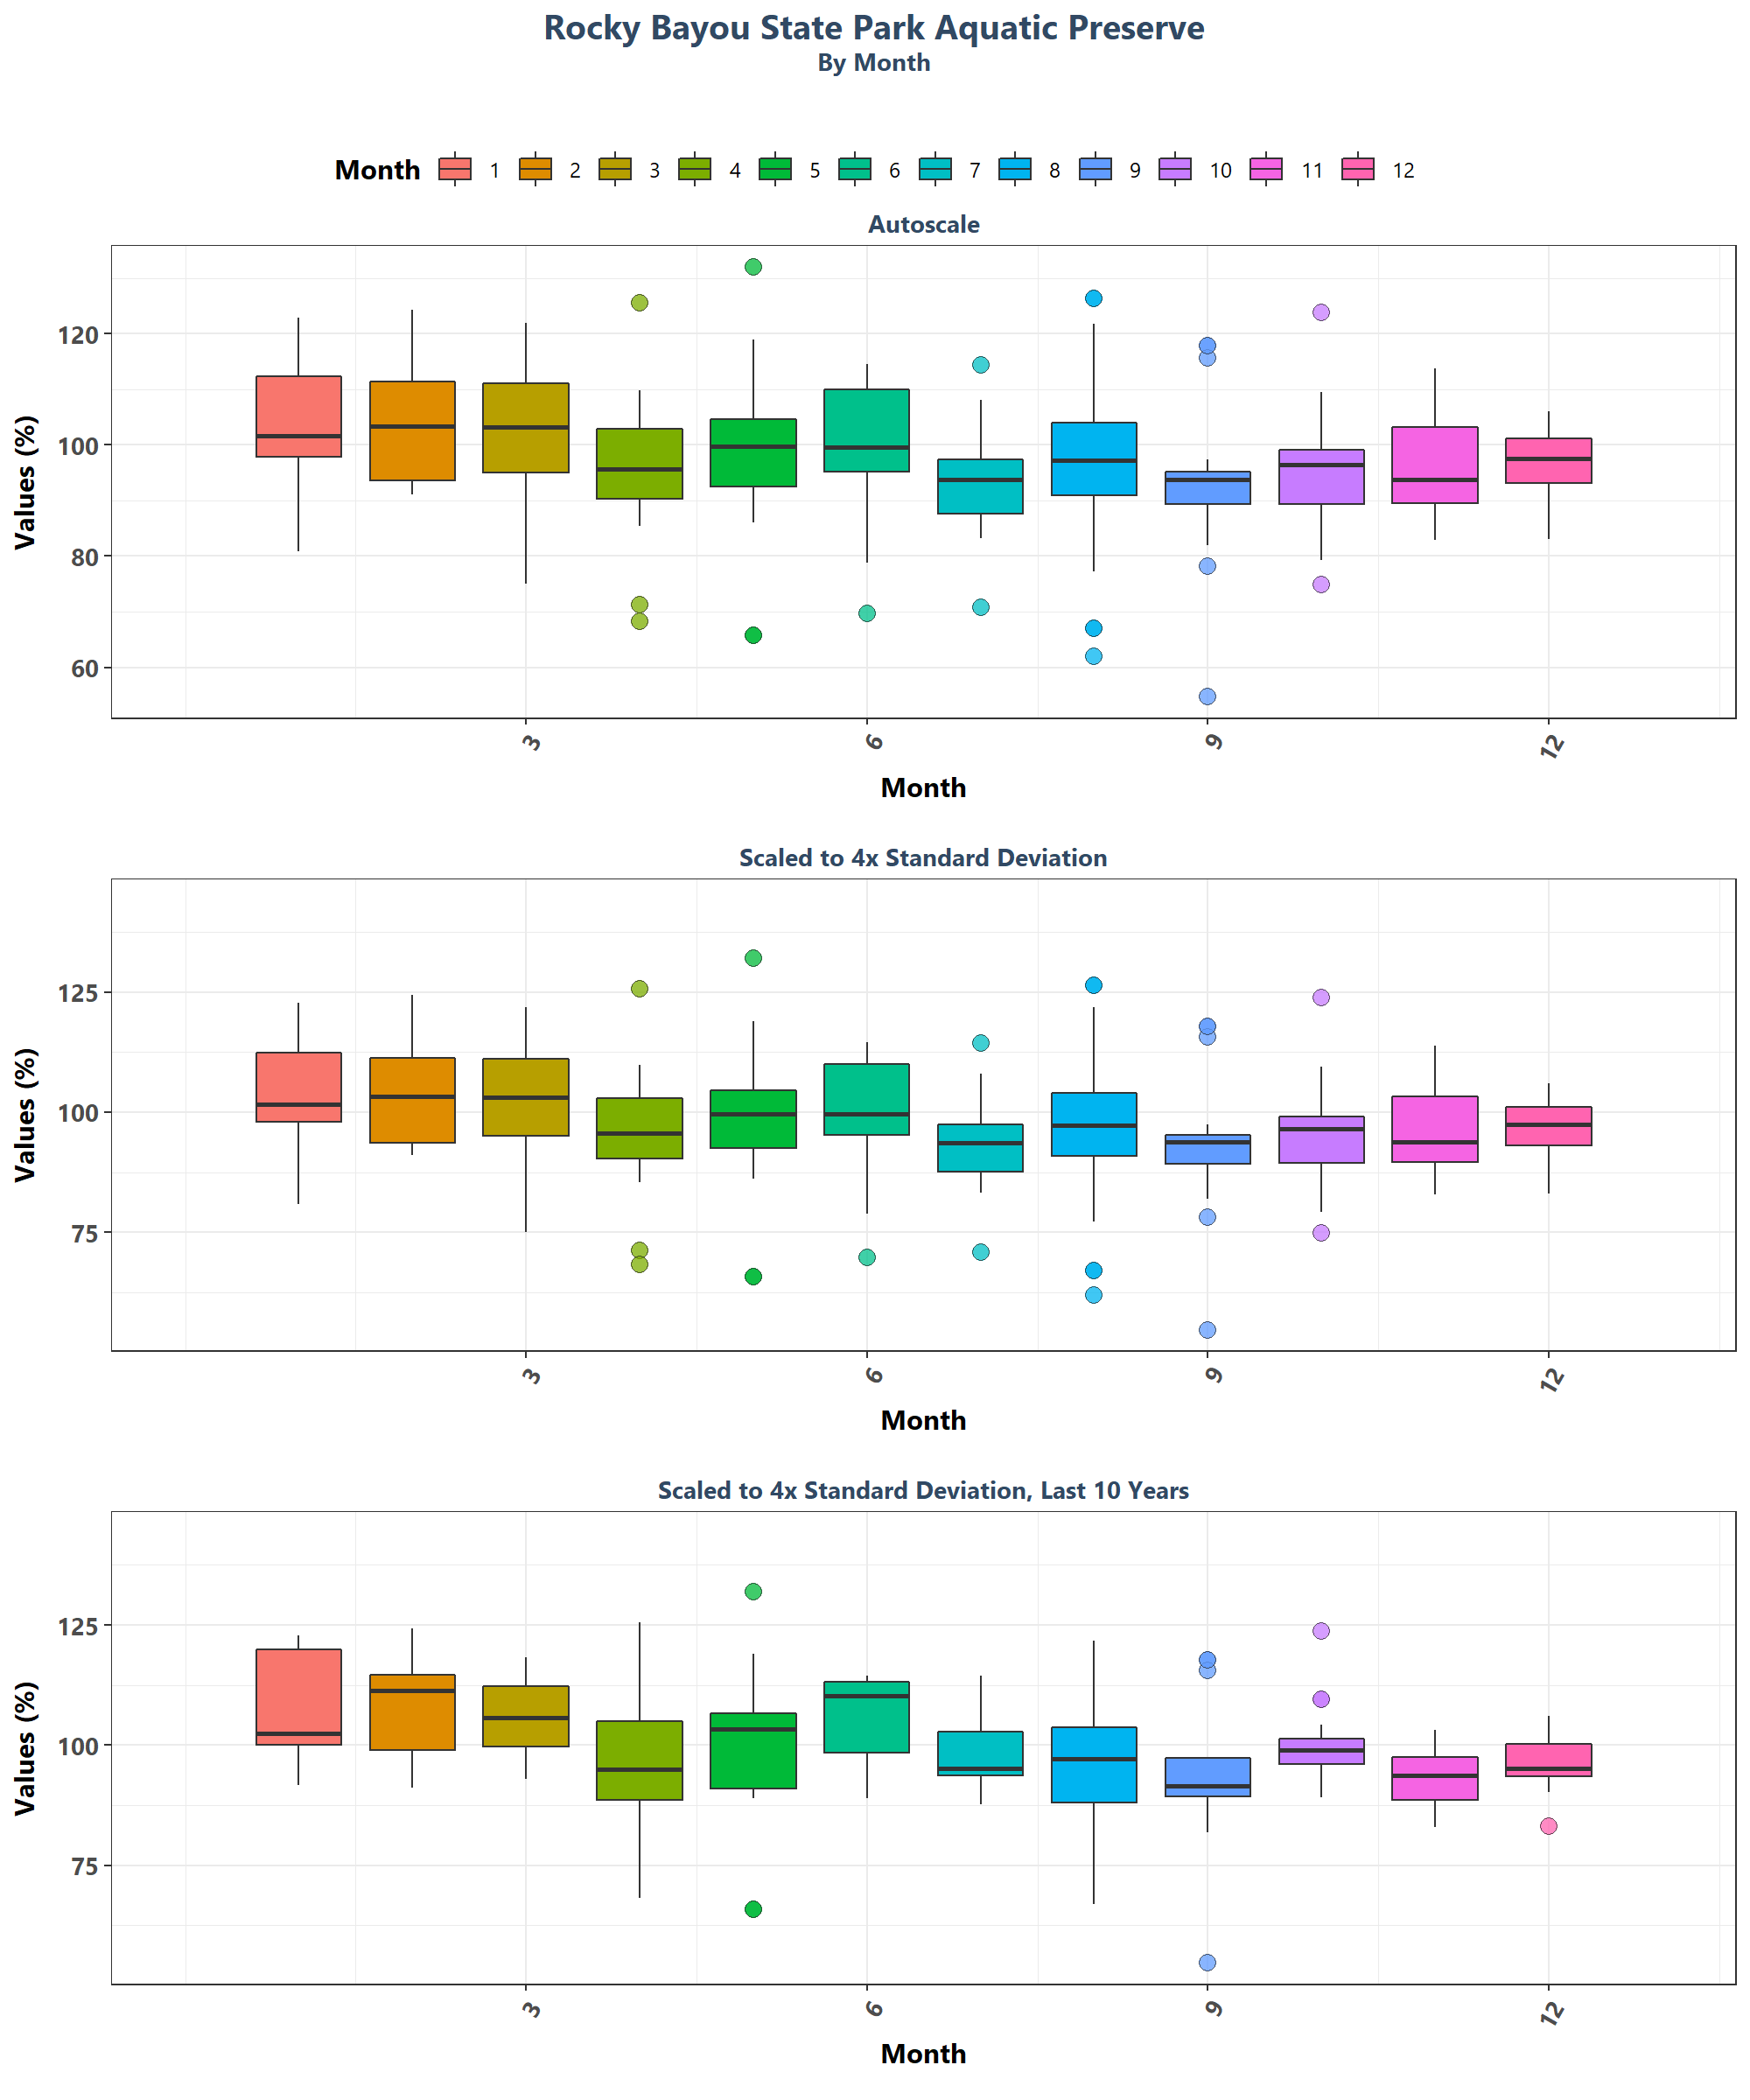 Rocky Bayou State Park Aquatic Preserve
By Month
Month 1 2 3 4 5 6 7 8 9 10 11 12
Autoscale
Values (%)
120
100
80
60
3 6 9 12
Month
Scaled to 4x Standard Deviation
Values (%)
125
100
75
3 6 9 12
Month
Scaled to 4x Standard Deviation, Last 10 Years
Values (%)
125
100
75
3 6 9 12
Month